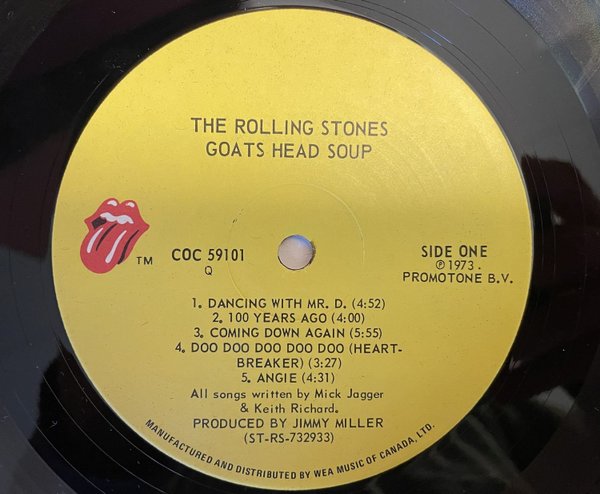 THE ROLLING STONES
GOATS HEAD SOUP
TM
COC 59101
Q
SIDE ONE
℗ 1973.
PROMOTONE B.V.
1. DANCING WITH MR. D. (4:52)
2. 100 YEARS AGO (4:00)
3. COMING DOWN AGAIN (5:55)
4. DOO DOO DOO DOO DOO (HEART-
BREAKER) (3:27)
5. ANGIE (4:31)
All songs written by Mick Jagger
& Keith Richard.
PRODUCED BY JIMMY MILLER
(ST-RS-732933)
MANUFACTURED AND DISTRIBUTED BY WEA MUSIC OF CANADA, LTD.